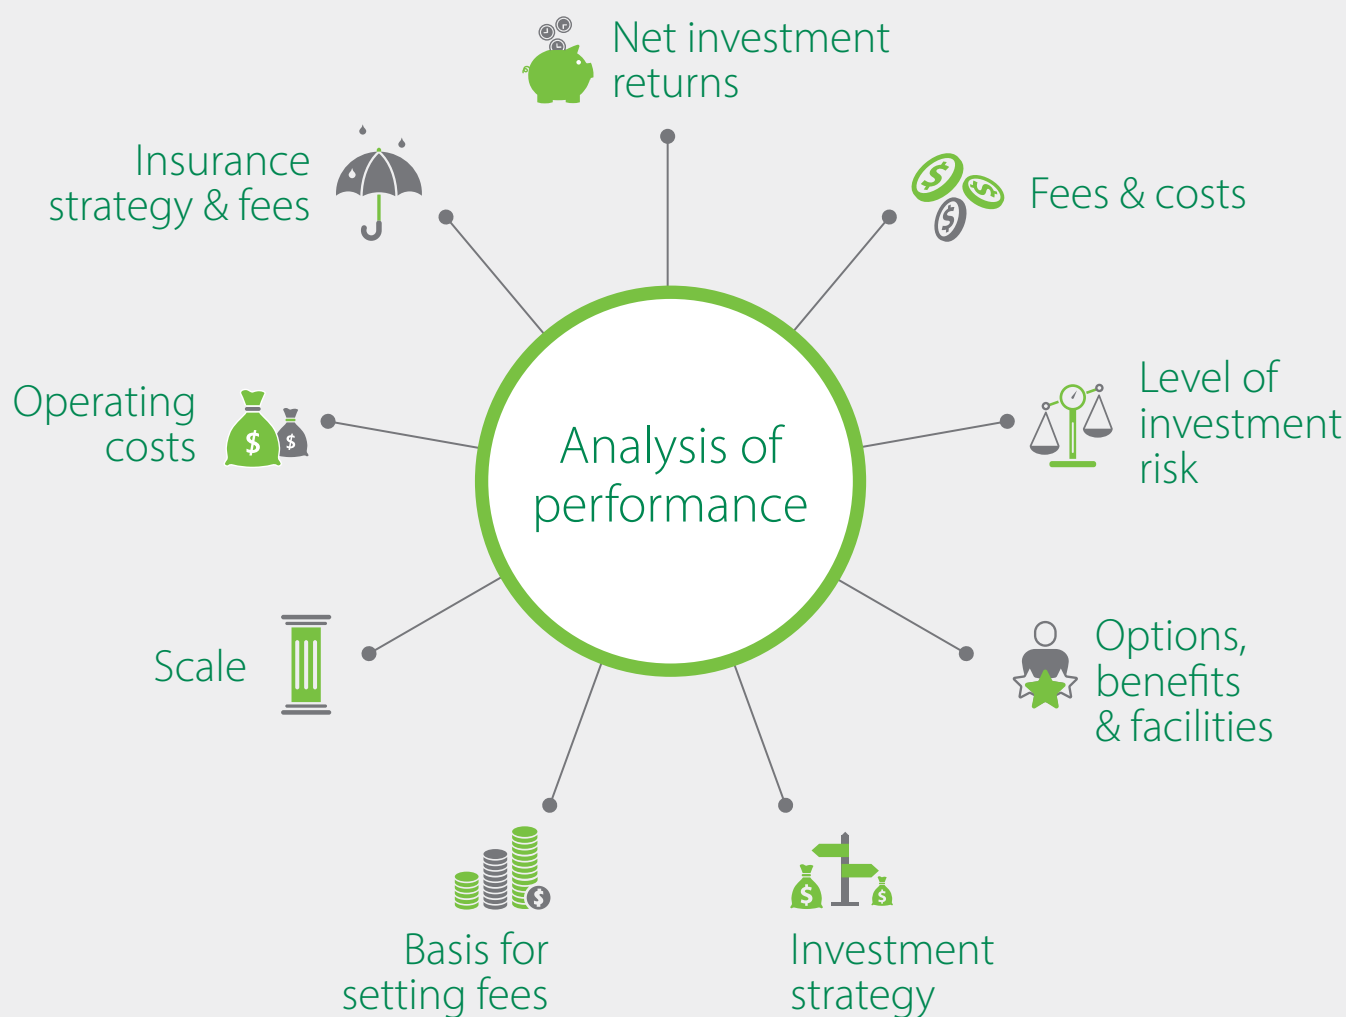 Net investment
returns
Fees & costs
Level of
investment
risk
Options,
benefits
& facilities
Investment
strategy
Basis for
setting fees
Scale
Operating
costs
Insurance
strategy & fees
Analysis of
performance